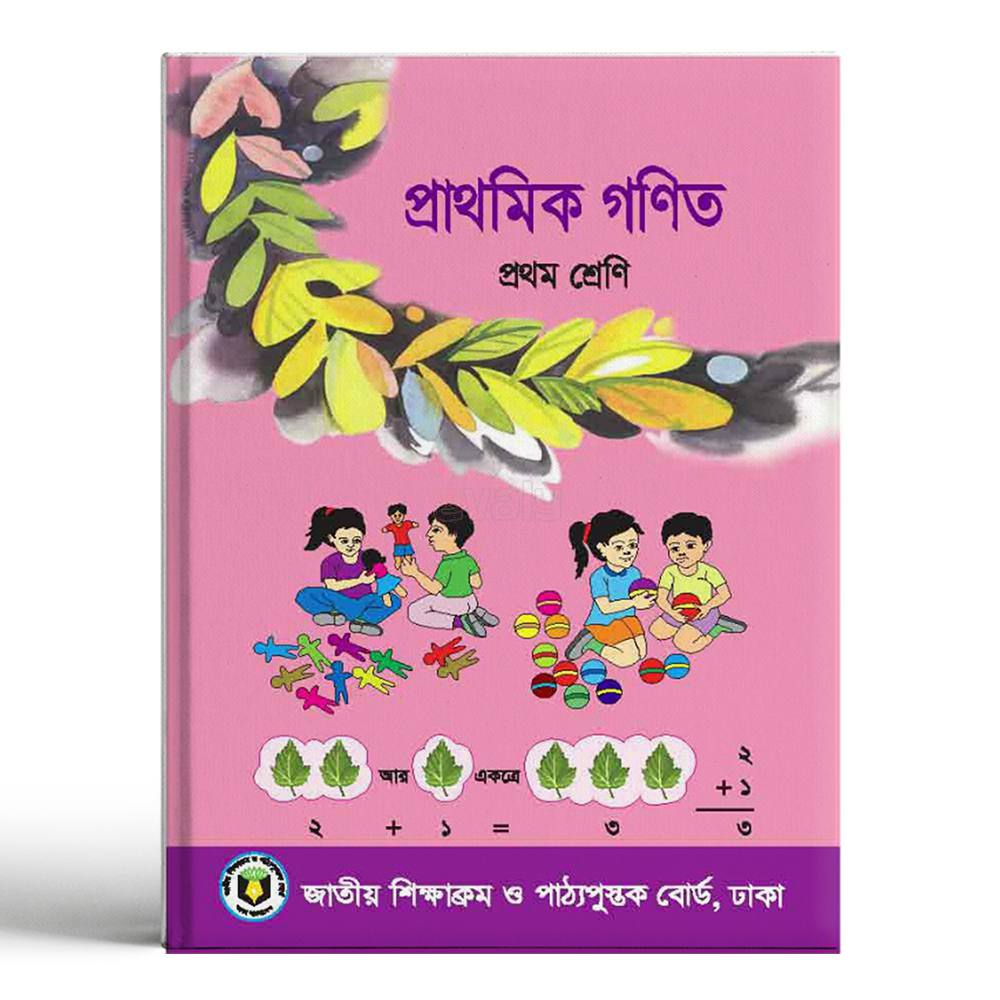 প্রাথমিক গণিত
প্রথম শ্রেণি
আর একত্রে
২ + ১ = ৩
২
+ ১
৩
জাতীয় শিক্ষাক্রম ও পাঠ্যপুস্তক বোর্ড, ঢাকা